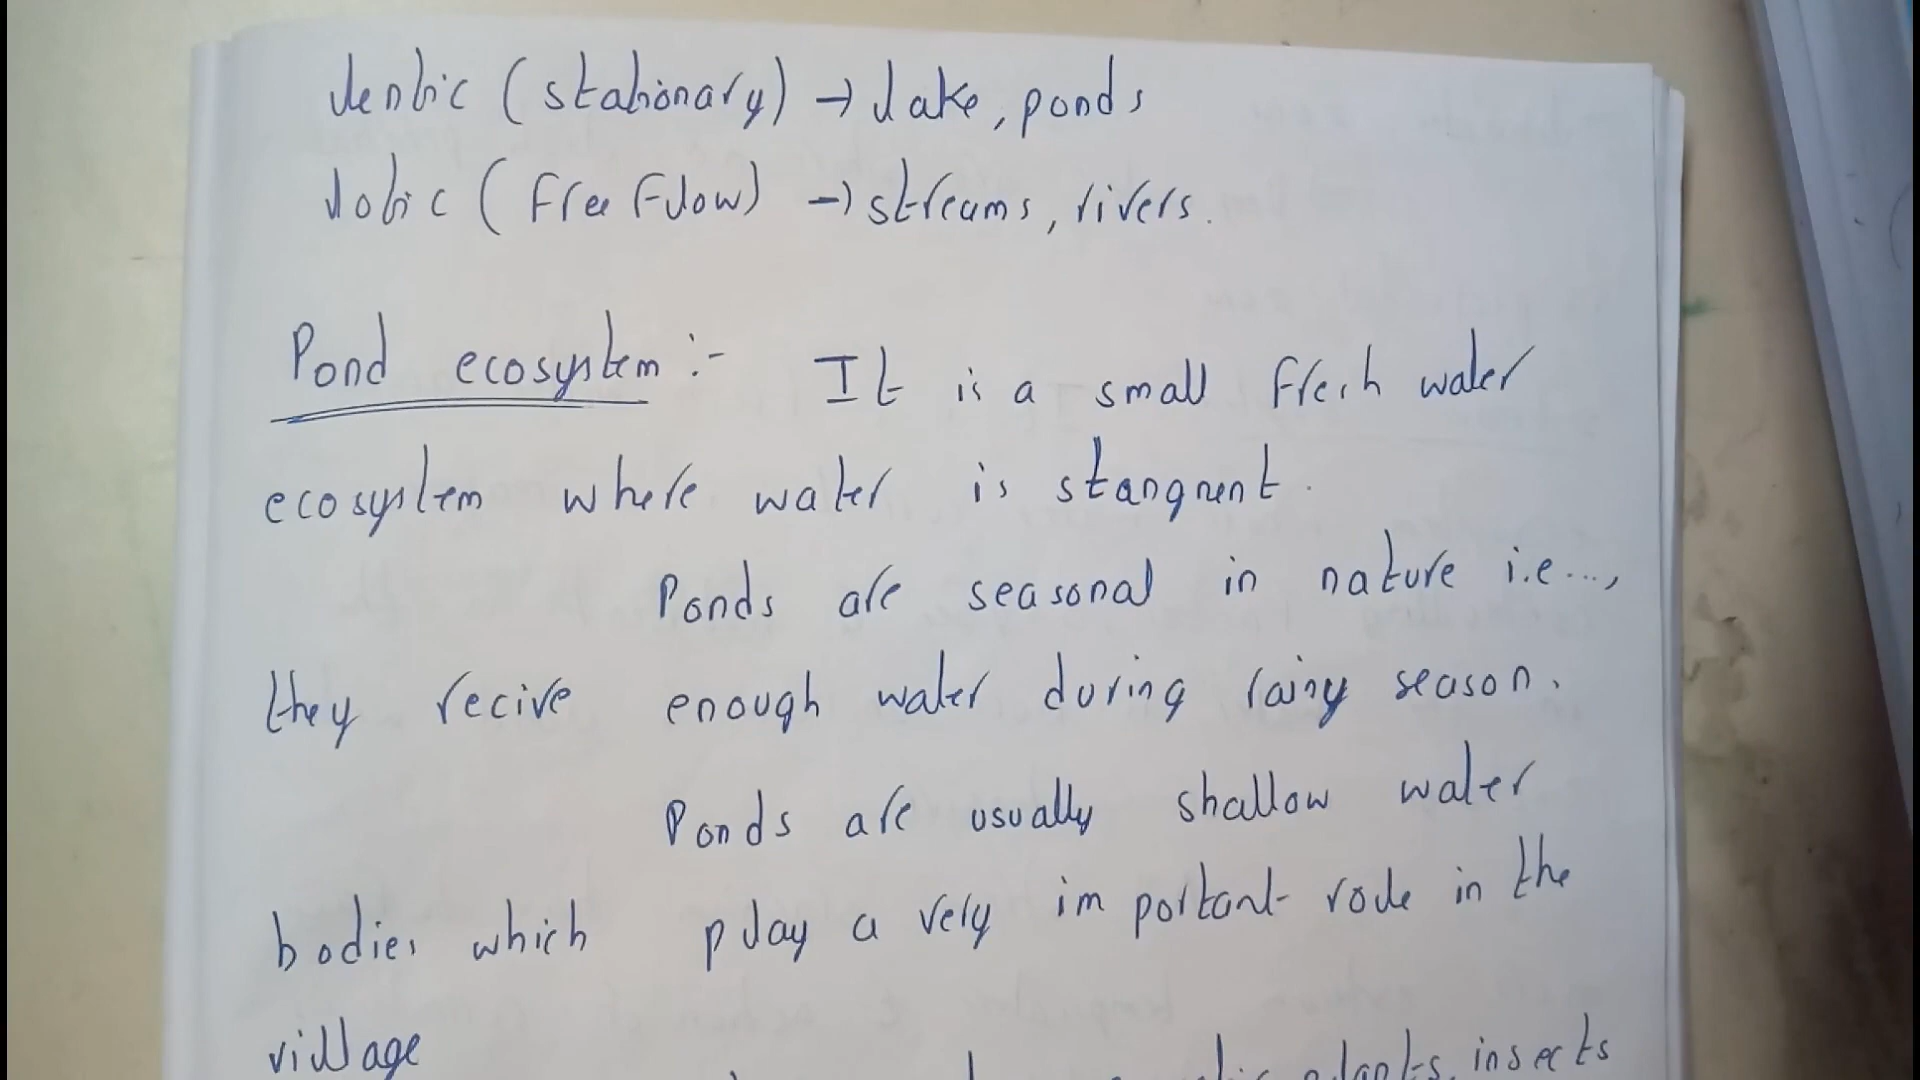 lentic (stationary) → lake, ponds
lotic (free flow) → streams, rivers.
Pond ecosystem :- It is a small fresh water
ecosystem where water is stangnent.
Ponds are seasonal in nature i.e...,
they recive enough water during rainy season.
Ponds are usually shallow water
bodies which play a very important role in the
village
plants, insects